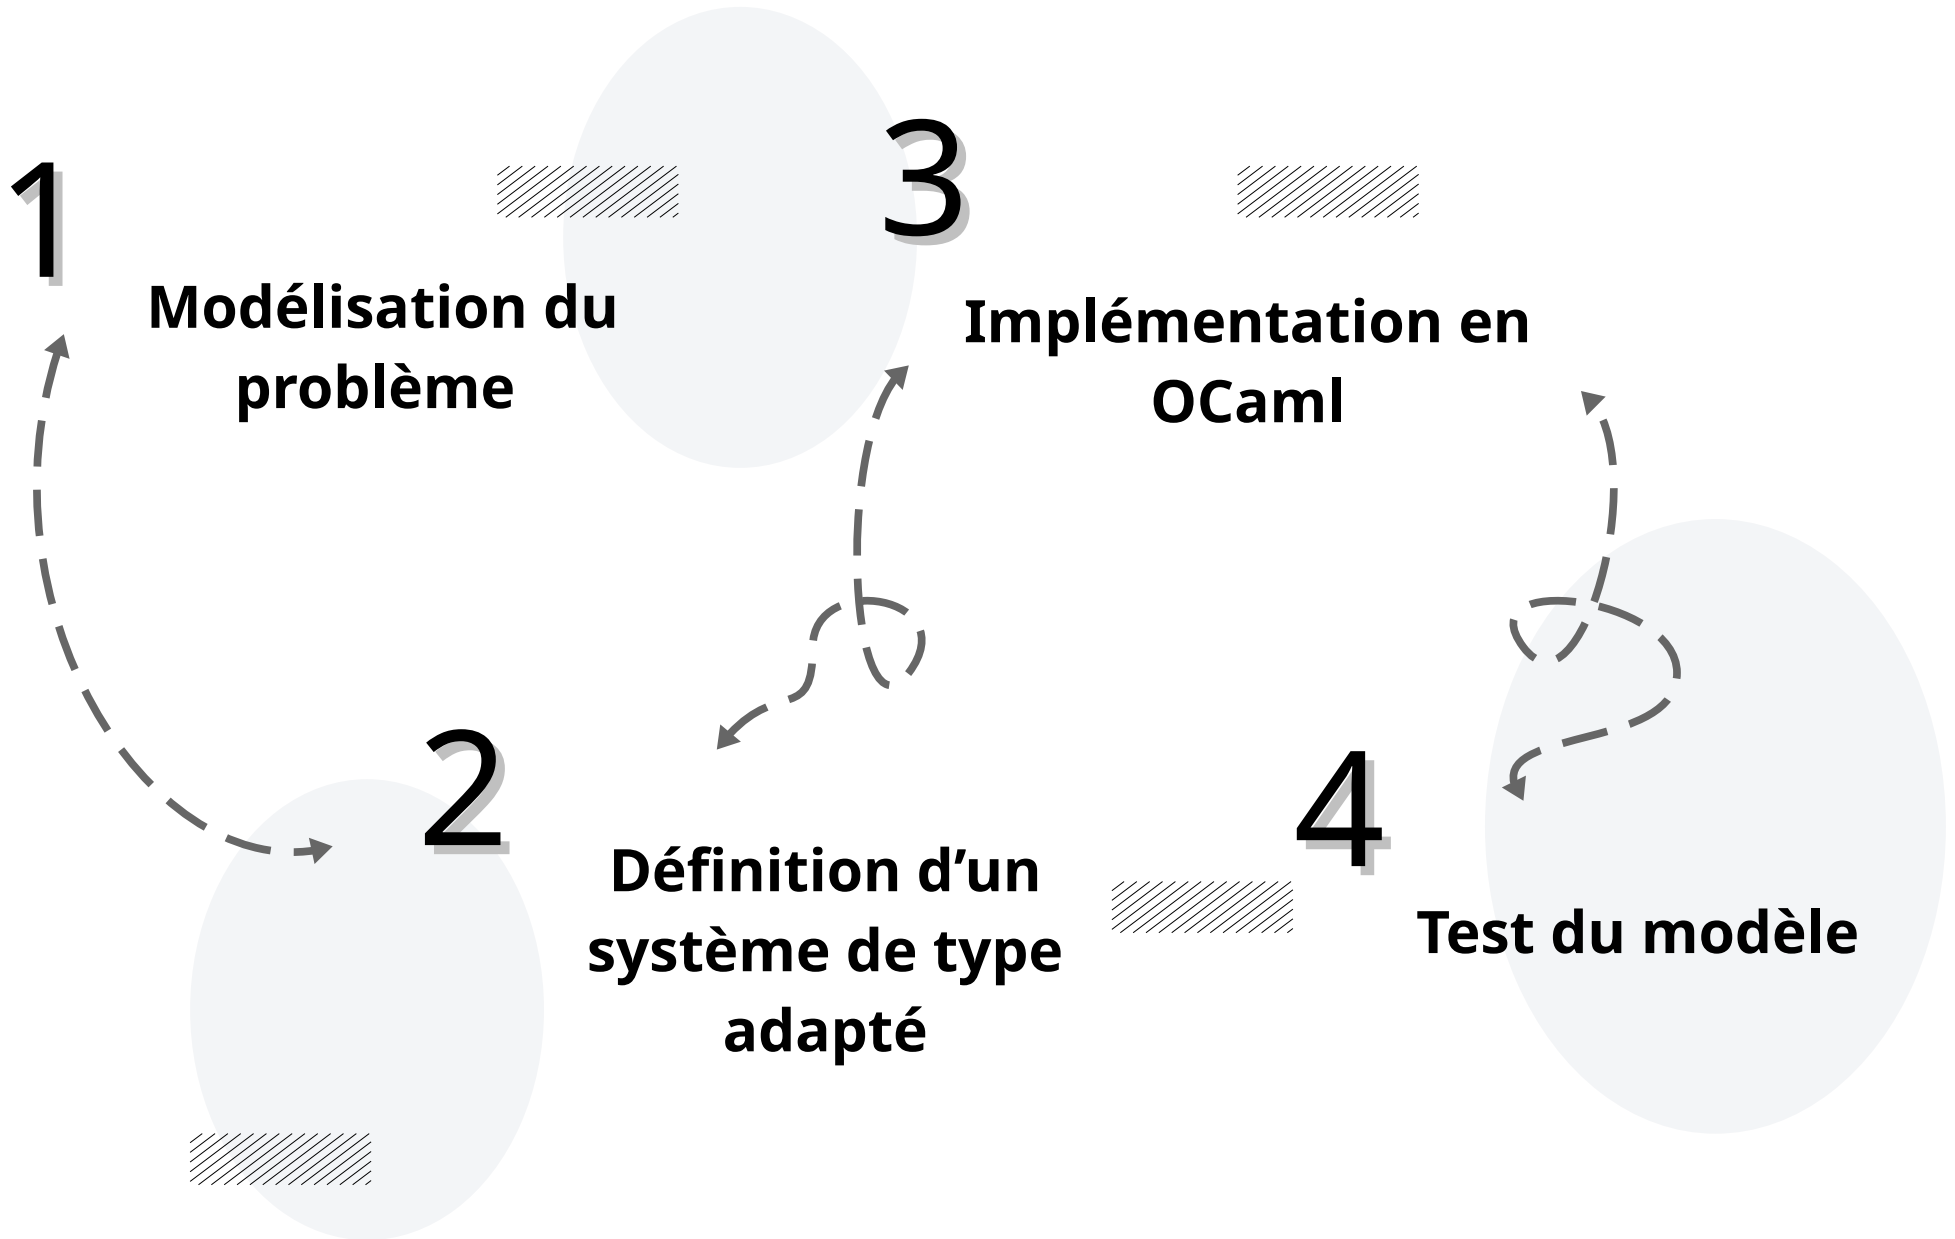 1
Modélisation du
problème
2
Définition d’un
système de type
adapté
3
Implémentation en
OCaml
4
Test du modèle